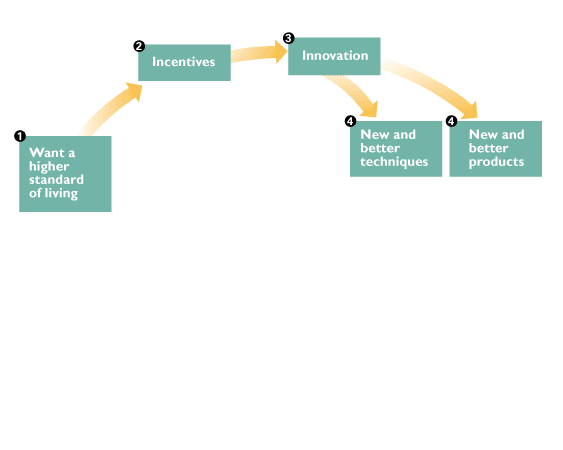 1
Want a
higher
standard
of living
2
Incentives
3
Innovation
4
New and
better
techniques
4
New and
better
products